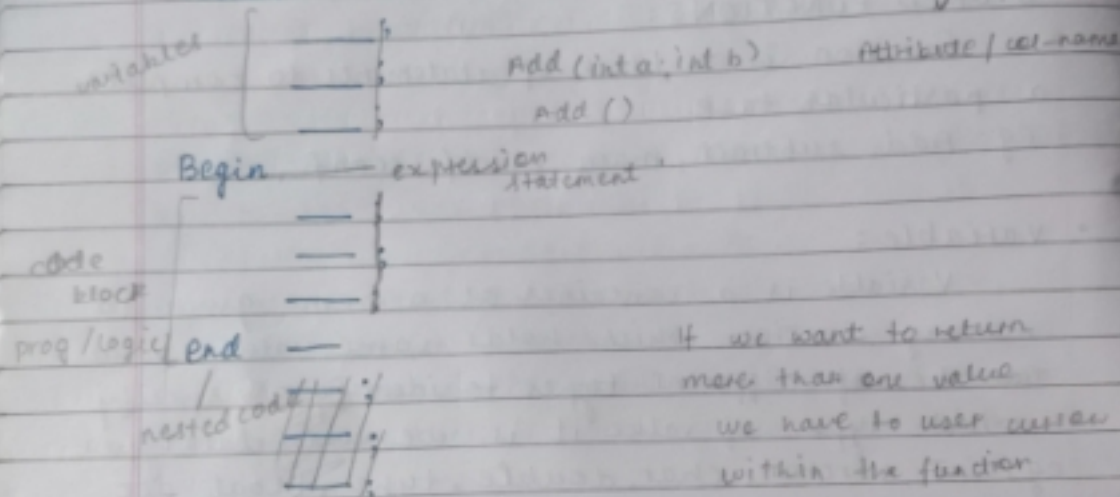 variables
Add (int a; int b) Attribute / col-name
Add ()
Begin — expression
statement
code
block
prog / logic end —
nested code
If we want to return
more than one value
we have to user
within the function